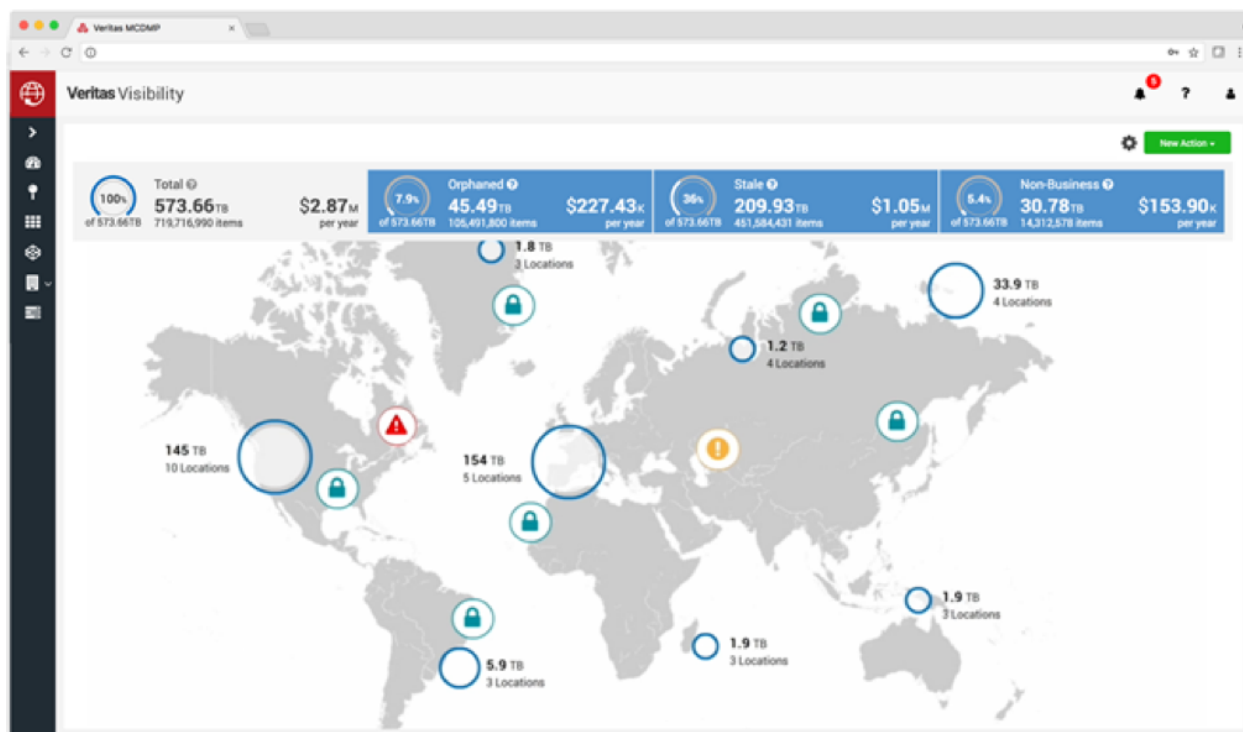 Veritas MCDMP
Veritas Visibility
5
?
New Action
100%
of 573.66TB
Total
573.66TB
719,716,990 items
$2.87M
per year
7.9%
of 573.66TB
Orphaned
45.49TB
105,491,800 items
$227.43K
per year
36%
of 573.66TB
Stale
209.93TB
451,584,431 items
$1.05M
per year
5.4%
of 573.66TB
Non-Business
30.78TB
14,312,578 items
$153.90K
per year
1.8 TB
3 Locations
33.9 TB
4 Locations
1.2 TB
4 Locations
145 TB
10 Locations
154 TB
5 Locations
1.9 TB
3 Locations
1.9 TB
3 Locations
5.9 TB
3 Locations